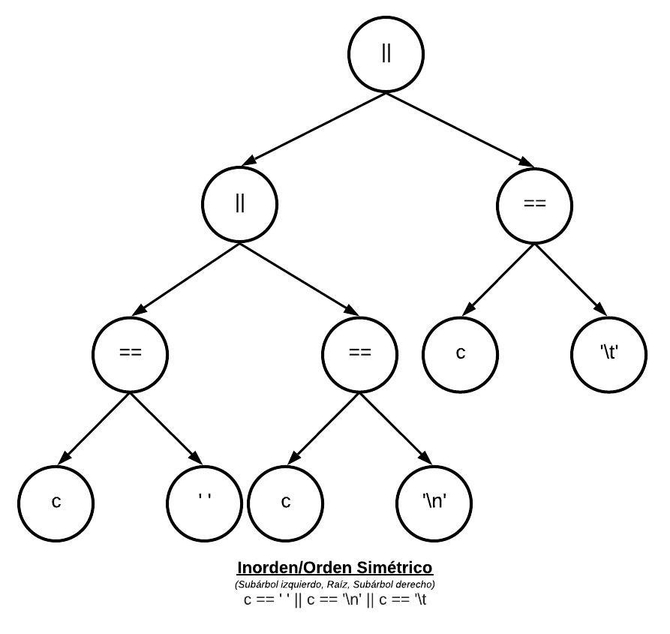 ||
||
==
==
==
c
'\t'
c
' '
c
'\n'
Inorden/Orden Simétrico
(Subárbol izquierdo, Raíz, Subárbol derecho)
c == ' ' || c == '\n' || c == '\t